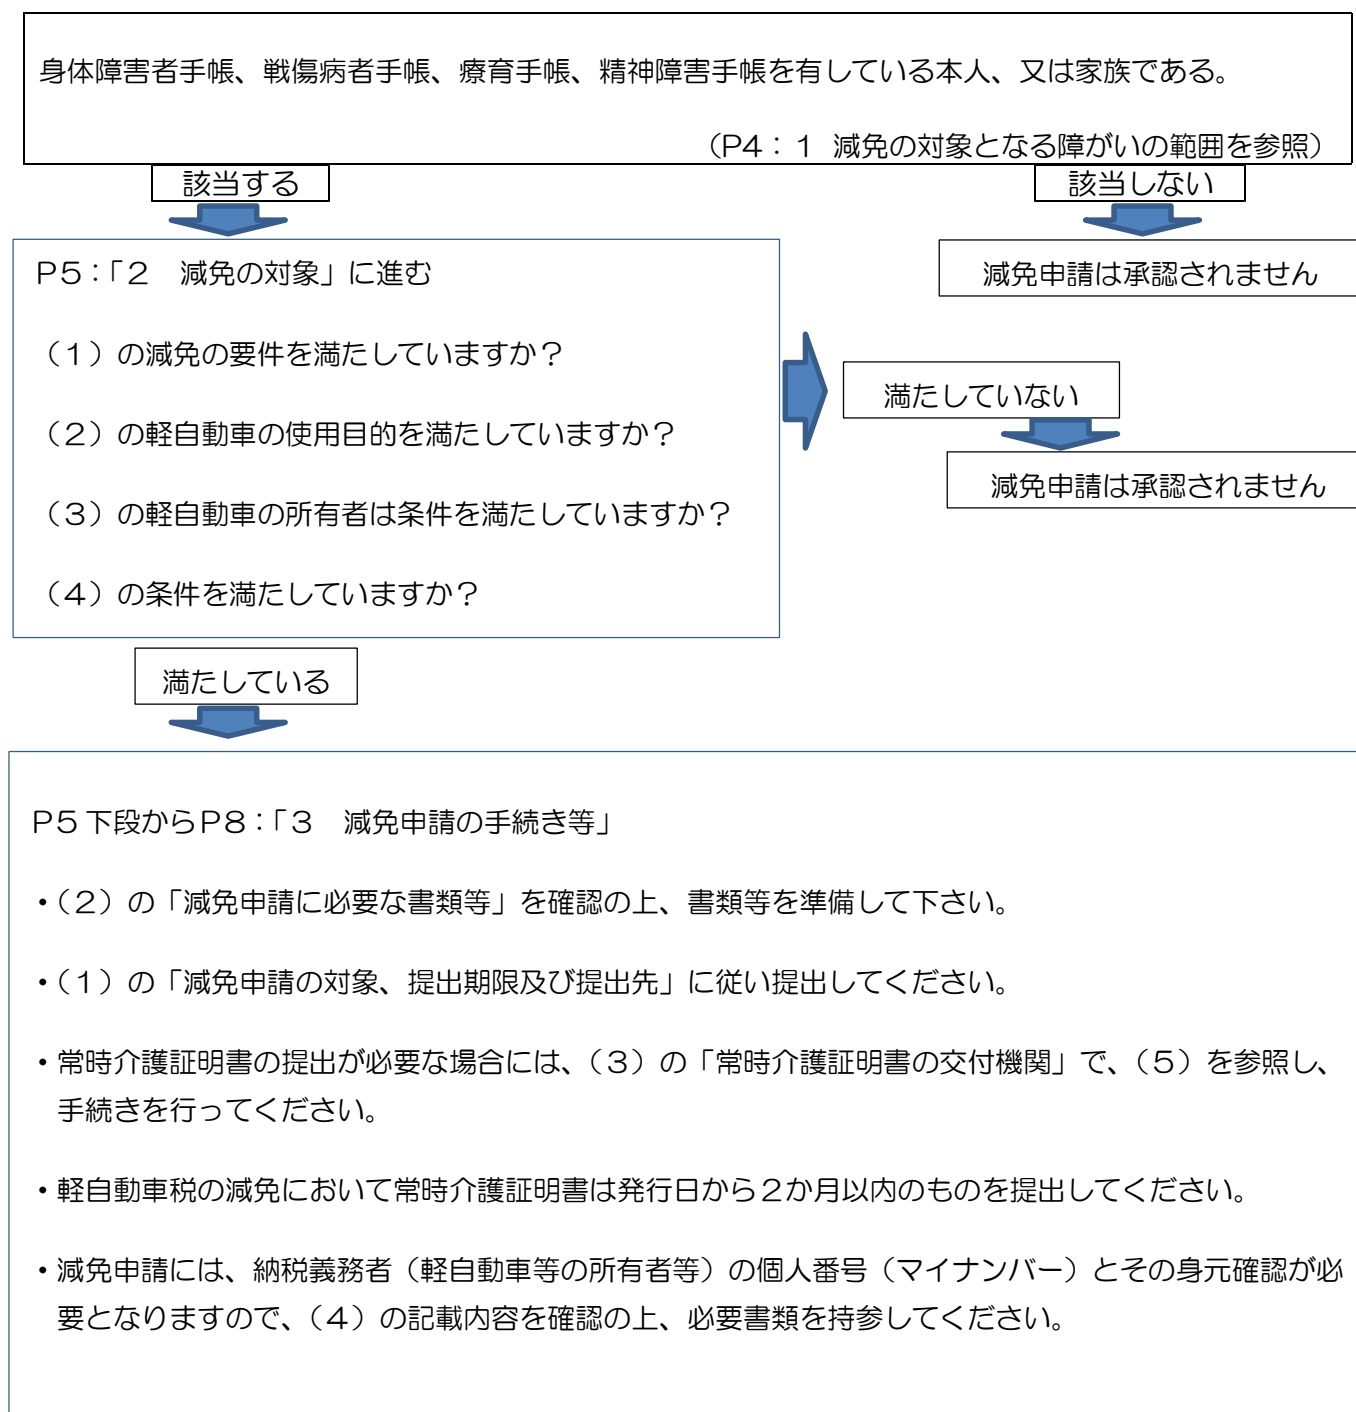 身体障害者手帳、戦傷病者手帳、療育手帳、精神障害手帳を有している本人、又は家族である。
（P4：１ 減免の対象となる障がいの範囲を参照）
該当する
該当しない
P５：「２　減免の対象」に進む
減免申請は承認されません
（１）の減免の要件を満たしていますか？
満たしていない
（２）の軽自動車の使用目的を満たしていますか？
減免申請は承認されません
（３）の軽自動車の所有者は条件を満たしていますか？
（４）の条件を満たしていますか？
満たしている
P５下段からP８：「３　減免申請の手続き等」
・（２）の「減免申請に必要な書類等」を確認の上、書類等を準備して下さい。
・（１）の「減免申請の対象、提出期限及び提出先」に従い提出してください。
・常時介護証明書の提出が必要な場合には、（３）の「常時介護証明書の交付機関」で、（５）を参照し、
手続きを行ってください。
・軽自動車税の減免において常時介護証明書は発行日から２か月以内のものを提出してください。
・減免申請には、納税義務者（軽自動車等の所有者等）の個人番号（マイナンバー）とその身元確認が必
要となりますので、（４）の記載内容を確認の上、必要書類を持参してください。